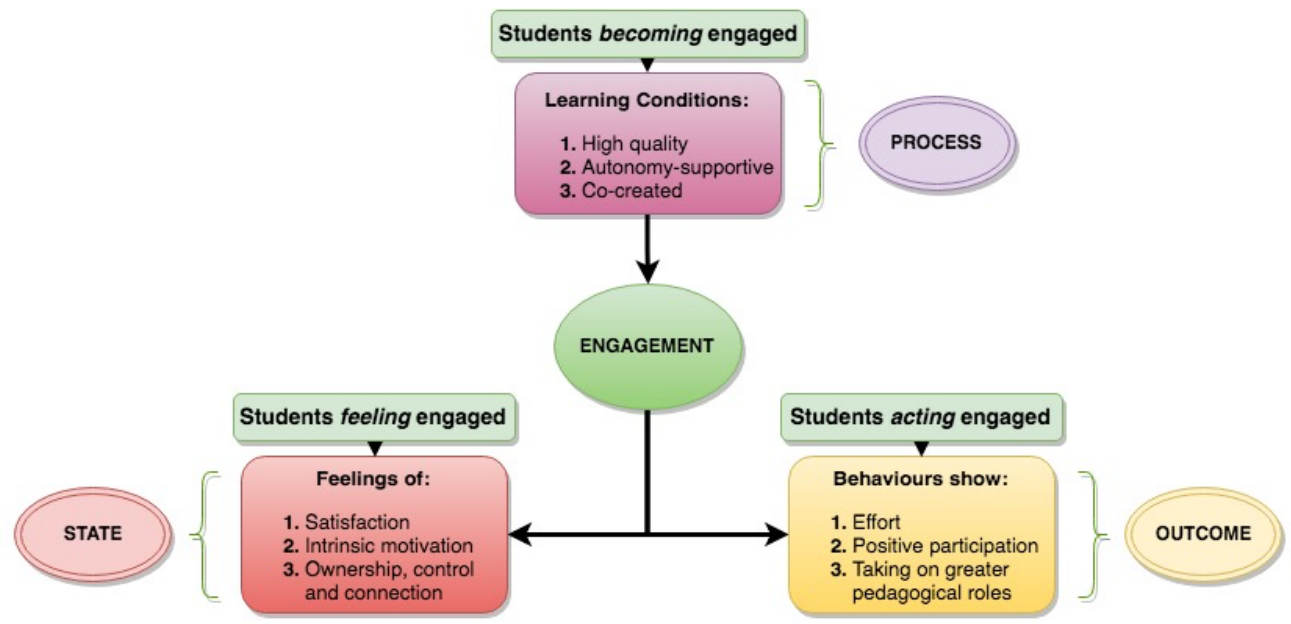 Students becoming engaged
Learning Conditions:
1. High quality
2. Autonomy-supportive
3. Co-created
PROCESS
ENGAGEMENT
Students feeling engaged
Feelings of:
1. Satisfaction
2. Intrinsic motivation
3. Ownership, control
and connection
STATE
Students acting engaged
Behaviours show:
1. Effort
2. Positive participation
3. Taking on greater
pedagogical roles
OUTCOME